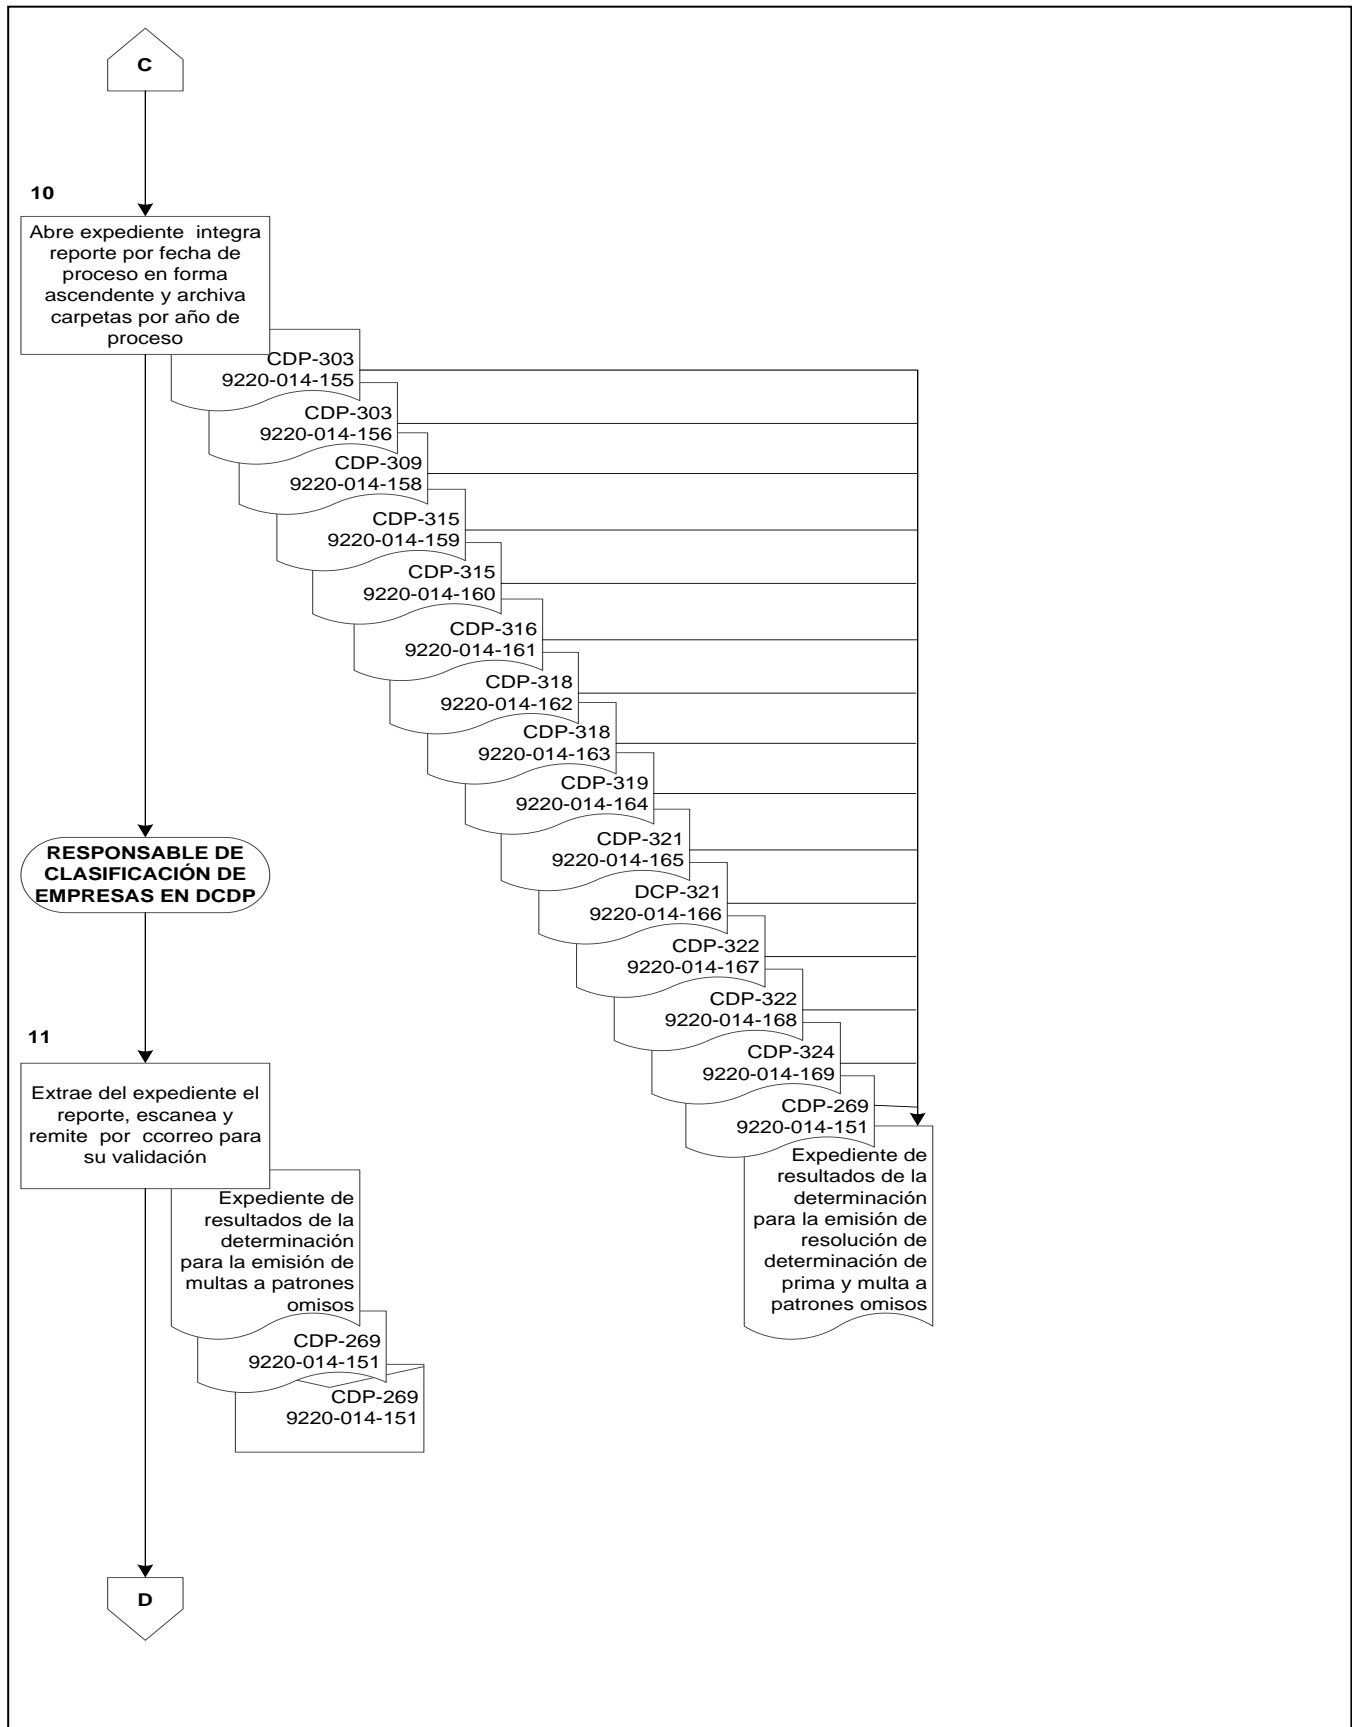 C
10
Abre expediente integra
reporte por fecha de
proceso en forma
ascendente y archiva
carpetas por año de
proceso
CDP-303
9220-014-155
CDP-303
9220-014-156
CDP-309
9220-014-158
CDP-315
9220-014-159
CDP-315
9220-014-160
CDP-316
9220-014-161
CDP-318
9220-014-162
CDP-318
9220-014-163
CDP-319
9220-014-164
CDP-321
9220-014-165
DCP-321
9220-014-166
CDP-322
9220-014-167
CDP-322
9220-014-168
CDP-324
9220-014-169
CDP-269
9220-014-151
Expediente de
resultados de la
determinación
para la emisión de
resolución de
determinación de
prima y multa a
patrones omisos
RESPONSABLE DE
CLASIFICACIÓN DE
EMPRESAS EN DCDP
11
Extrae del expediente el
reporte, escanea y
remite por ccorreo para
su validación
Expediente de
resultados de la
determinación
para la emisión de
multas a patrones
omisos
CDP-269
9220-014-151
CDP-269
9220-014-151
D